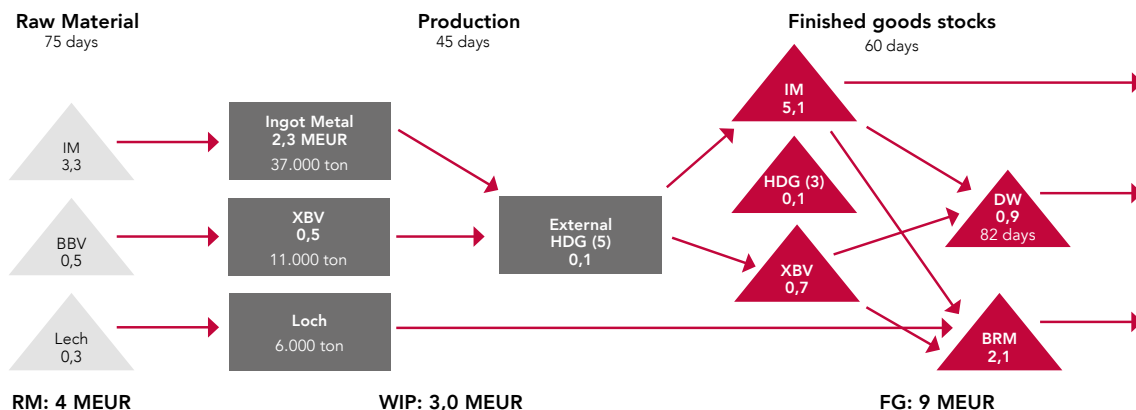 Raw Material
75 days
Production
45 days
Finished goods stocks
60 days
IM
3,3
BBV
0,5
Lech
0,3
Ingot Metal
2,3 MEUR
37.000 ton
XBV
0,5
11.000 ton
Loch
6.000 ton
External
HDG (5)
0,1
IM
5,1
HDG (3)
0,1
XBV
0,7
DW
0,9
82 days
BRM
2,1
RM: 4 MEUR
WIP: 3,0 MEUR
FG: 9 MEUR